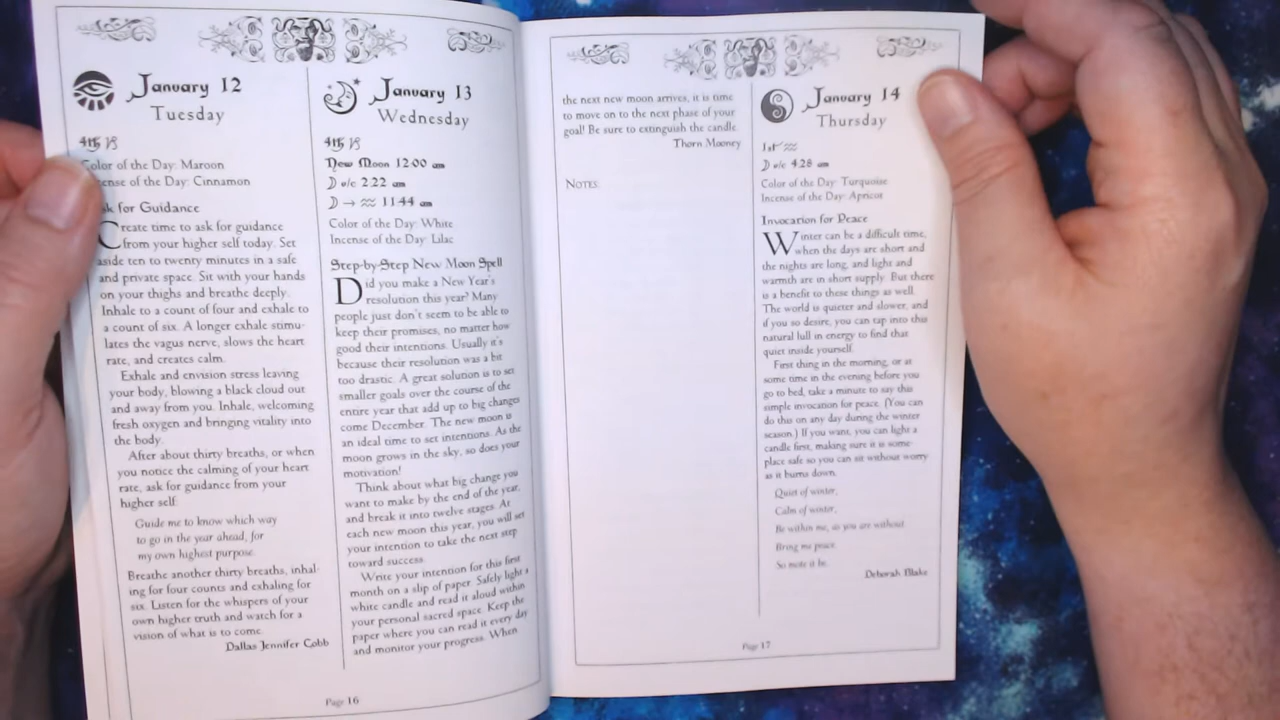 January 12
Tuesday
4th ♑
Color of the Day: Maroon
Incense of the Day: Cinnamon
Ask for Guidance
Create time to ask for guidance
from your higher self today. Set
aside ten to twenty minutes in a safe
and private space. Sit with your hands
on your thighs and breathe deeply.
Inhale to a count of four and exhale to
a count of six. A longer exhale stimu-
lates the vagus nerve, slows the heart
rate, and creates calm.
Exhale and envision stress leaving
your body, blowing a black cloud out
and away from you. Inhale, welcoming
fresh oxygen and bringing vitality into
the body.
After about thirty breaths, or when
you notice the calming of your heart
rate, ask for guidance from your
higher self:
Guide me to know which way
to go in the year ahead, for
my own highest purpose.
Breathe another thirty breaths, inhal-
ing for four counts and exhaling for
six. Listen for the whispers of your
own higher truth and watch for a
vision of what is to come.
Dallas Jennifer Cobb
January 13
Wednesday
4th ♑
New Moon 12:00 am
☽ v/c 2:22 am
☽ → ♒ 11:44 am
Color of the Day: White
Incense of the Day: Lilac
Step-by-Step New Moon Spell
Did you make a New Year's
resolution this year? Many
people just don't seem to be able to
keep their promises, no matter how
good their intentions. Usually it's
because their resolution was a bit
too drastic. A great solution is to set
smaller goals over the course of the
entire year that add up to big changes
come December. The new moon is
an ideal time to set intentions. As the
moon grows in the sky, so does your
motivation!
Think about what big change you
want to make by the end of the year,
and break it into twelve stages. At
each new moon this year, you will set
your intention to take the next step
toward success.
Write your intention for this first
month on a slip of paper. Safely light a
white candle and read it aloud within
your personal sacred space. Keep the
paper where you can read it every day
and monitor your progress. When
Page 16
the next new moon arrives, it is time
to move on to the next phase of your
goal! Be sure to extinguish the candle.
Thorn Mooney
Notes:
January 14
Thursday
1st ♒
☽ v/c 4:28 am
Color of the Day: Turquoise
Incense of the Day: Apricot
Invocation for Peace
Winter can be a difficult time,
when the days are short and
the nights are long, and light and
warmth are in short supply. But there
is a benefit to these things as well.
The world is quieter and slower, and
if you so desire, you can tap into this
natural lull in energy to find that
quiet inside yourself.
First thing in the morning, or at
some time in the evening before you
go to bed, take a minute to say this
simple invocation for peace. (You can
do this on any day during the winter
season.) If you want, you can light a
candle first, making sure it is some-
place safe so you can sit without worry
as it burns down.
Quiet of winter,
Calm of winter,
Be within me, as you are without.
Bring me peace.
So mote it be.
Deborah Blake
Page 17